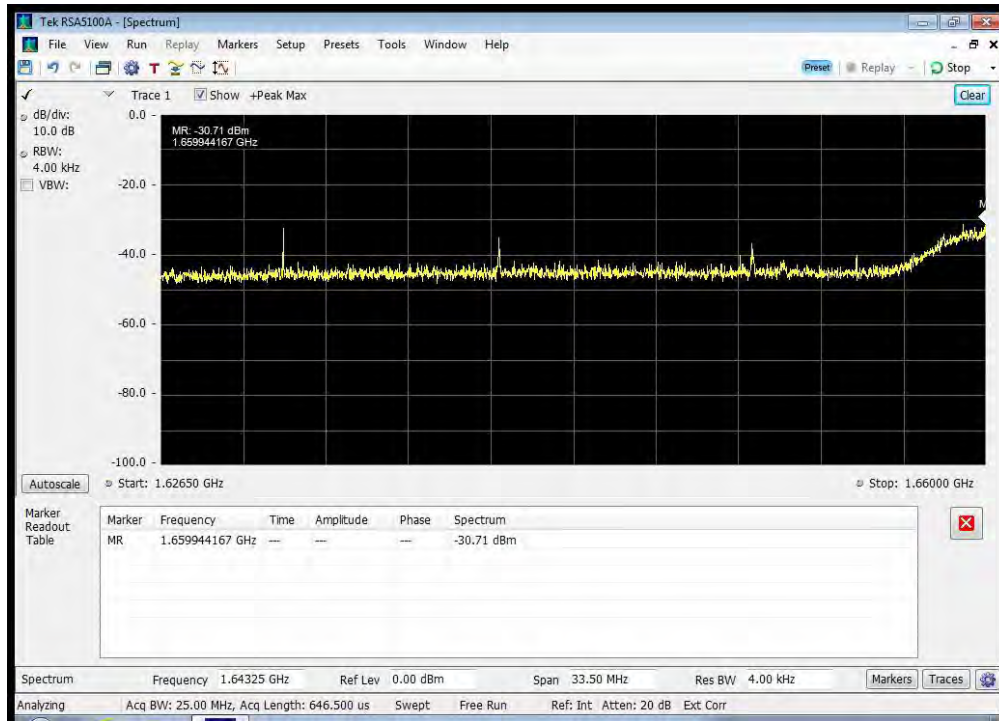 Tek RSA5100A - [Spectrum]
File View Run Replay Markers Setup Presets Tools Window Help
Preset Replay Stop
Trace 1 Show +Peak Max Clear
dB/div:
10.0 dB
RBW:
4.00 kHz
VBW:
0.0
-20.0
-40.0
-60.0
-80.0
-100.0
MR: -30.71 dBm
1.659944167 GHz
M
Autoscale Start: 1.62650 GHz Stop: 1.66000 GHz
Marker
Readout
Table
Marker Frequency Time Amplitude Phase Spectrum
MR 1.659944167 GHz --- --- --- -30.71 dBm
Spectrum Frequency 1.64325 GHz Ref Lev 0.00 dBm Span 33.50 MHz Res BW 4.00 kHz Markers Traces
Analyzing Acq BW: 25.00 MHz, Acq Length: 646.500 us Swept Free Run Ref: Int Atten: 20 dB Ext Corr